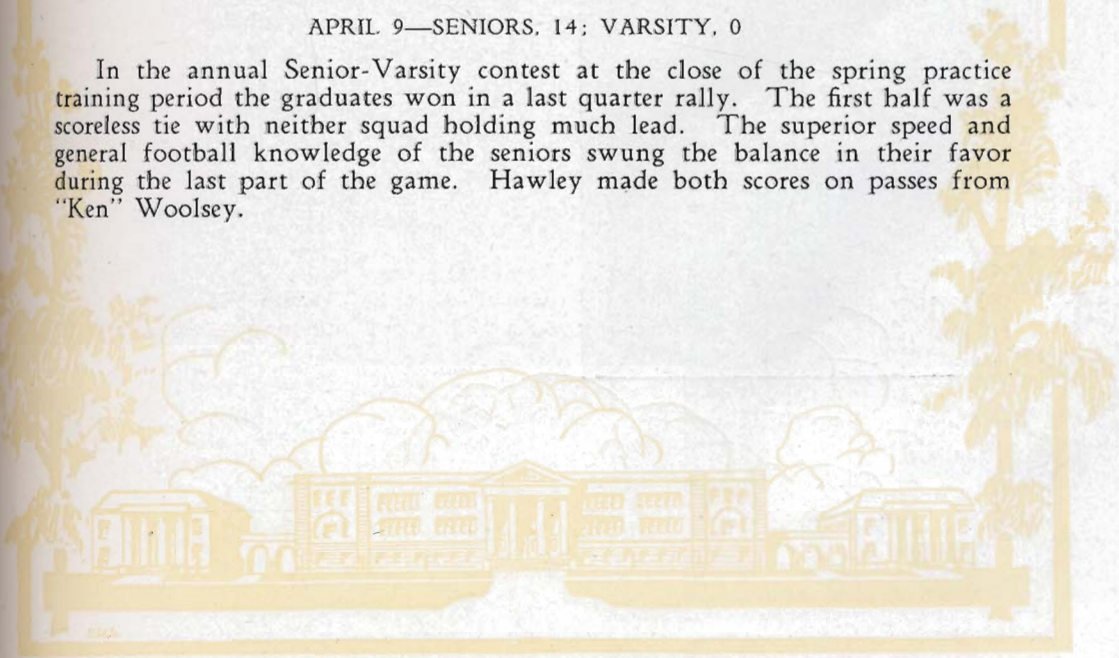 APRIL 9—SENIORS, 14; VARSITY, 0
In the annual Senior-Varsity contest at the close of the spring practice
training period the graduates won in a last quarter rally. The first half was a
scoreless tie with neither squad holding much lead. The superior speed and
general football knowledge of the seniors swung the balance in their favor
during the last part of the game. Hawley made both scores on passes from
“Ken” Woolsey.